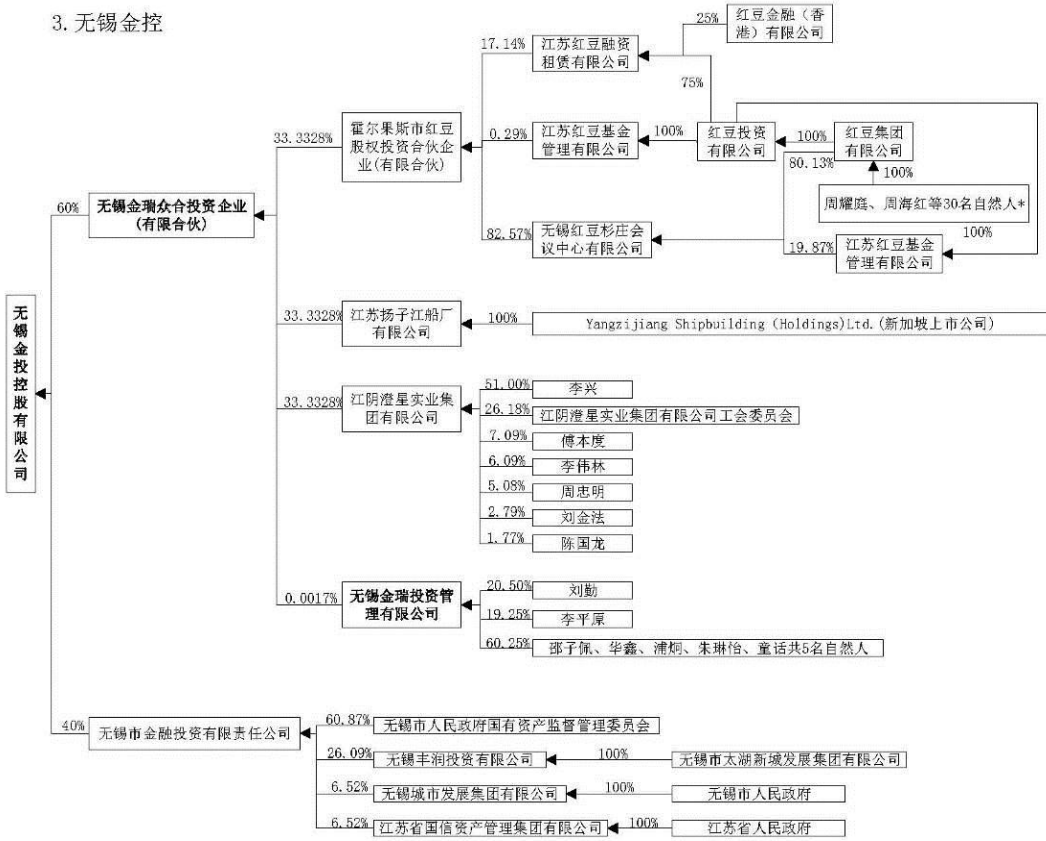 3. 无锡金控
25%
红豆金融（香
港）有限公司
17.14%
江苏红豆融资
租赁有限公司
75%
33.3328%
霍尔果斯市红豆
股权投资合伙企
业(有限合伙)
0.29%
江苏红豆基金
管理有限公司
100%
红豆投资
有限公司
100%
红豆集团
有限公司
80.13%
100%
周耀庭、周海红等30名自然人*
60%
无锡金瑞众合投资企业
(有限合伙)
82.57%
无锡红豆杉庄会
议中心有限公司
19.87%
江苏红豆基金
管理有限公司
100%
无锡金投控股有限公司
33.3328%
江苏扬子江船厂
有限公司
100%
Yangzijiang Shipbuilding (Holdings)Ltd.(新加坡上市公司)
33.3328%
江阴澄星实业集
团有限公司
51.00%
李兴
26.18%
江阴澄星实业集团有限公司工会委员会
7.09%
傅本度
6.09%
李伟林
5.08%
周忠明
2.79%
刘金法
1.77%
陈国龙
0.0017%
无锡金瑞投资管
理有限公司
20.50%
刘勤
19.25%
李平原
60.25%
邵子佩、华鑫、浦炯、朱琳怡、童话共5名自然人
40%
无锡市金融投资有限责任公司
60.87%
无锡市人民政府国有资产监督管理委员会
26.09%
无锡丰润投资有限公司
100%
无锡市太湖新城发展集团有限公司
6.52%
无锡城市发展集团有限公司
100%
无锡市人民政府
6.52%
江苏省国信资产管理集团有限公司
100%
江苏省人民政府